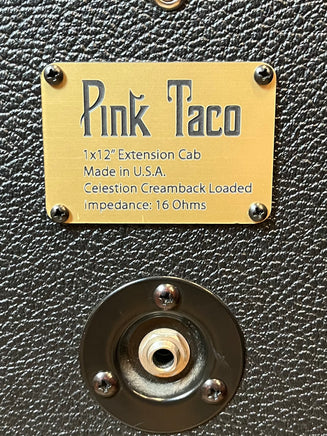 Pink Taco
1x12" Extension Cab
Made in U.S.A.
Celestion Creamback Loaded
impedance: 16 Ohms